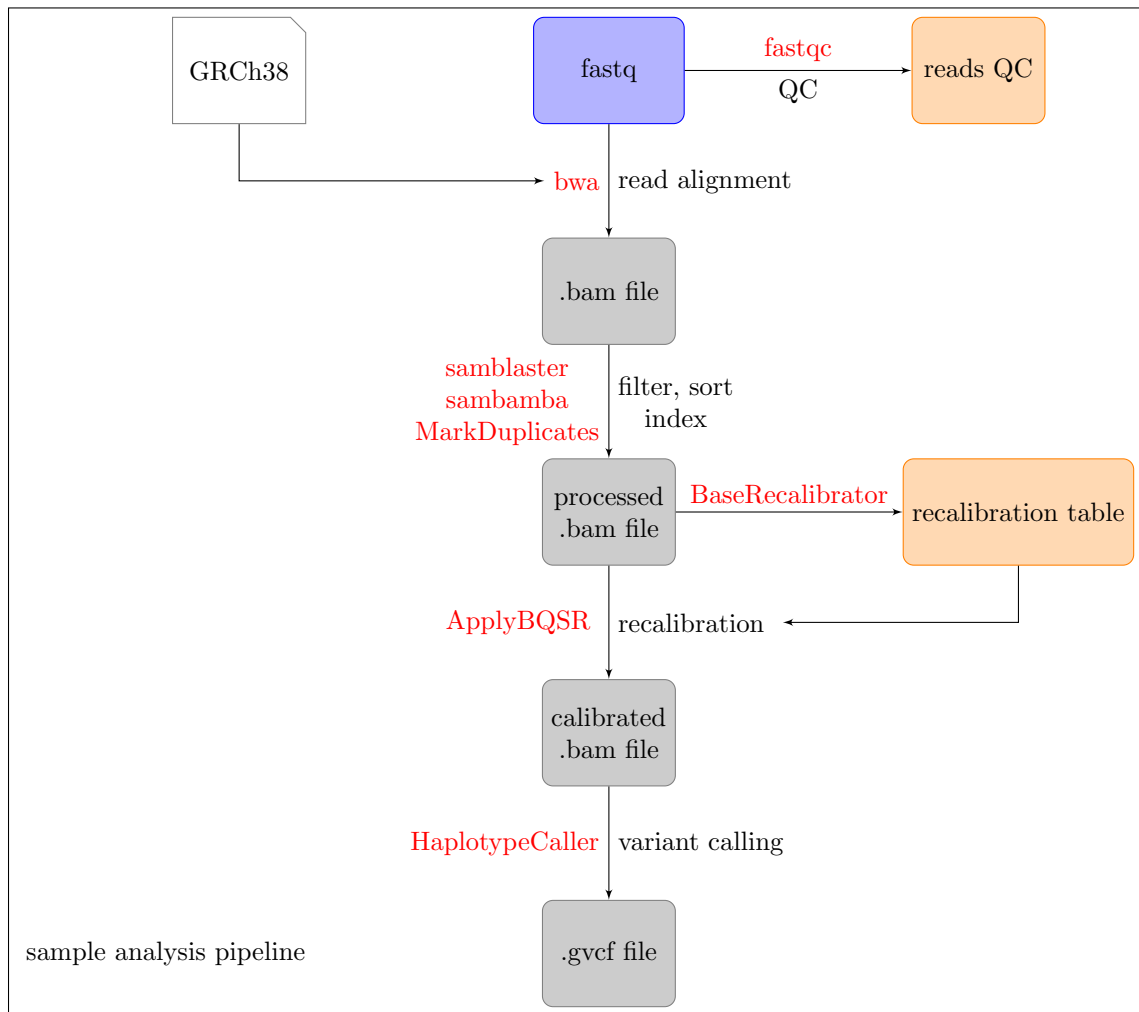 GRCh38
fastq
fastqc
QC
reads QC
bwa
read alignment
.bam file
samblaster
sambamba
MarkDuplicates
filter, sort
index
processed
.bam file
BaseRecalibrator
recalibration table
ApplyBQSR
recalibration
calibrated
.bam file
HaplotypeCaller
variant calling
sample analysis pipeline
.gvcf file